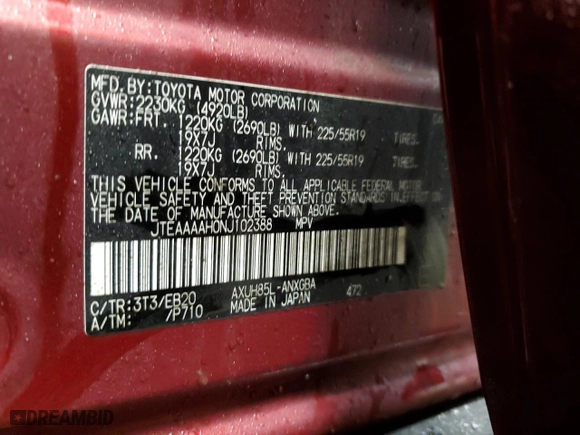 MFD.BY:TOYOTA MOTOR CORPORATION
GVWR:2230KG (4920LB)
GAWR:FRT. 1220KG (2690LB) WITH 225/55R19 TIRES.
19X7J RIMS.
RR. 1220KG (2690LB) WITH 225/55R19 TIRES.
19X7J RIMS.
THIS VEHICLE CONFORMS TO ALL APPLICABLE FEDERAL MOTOR
VEHICLE SAFETY AND THEFT PREVENTION STANDARDS IN EFFECT ON
THE DATE OF MANUFACTURE SHOWN ABOVE.
JTEAAAAH0NJ102388 MPV
C/TR:3T3/EB20 AXUH85L-ANXGBA 472
A/TM: /P710 MADE IN JAPAN
DREAMBID